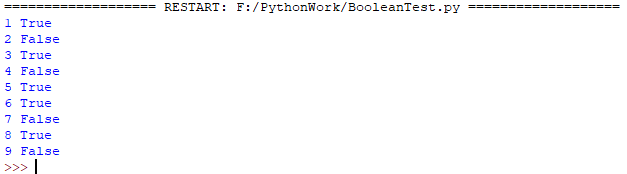 =================== RESTART: F:/PythonWork/BooleanTest.py ===================
1 True
2 False
3 True
4 False
5 True
6 True
7 False
8 True
9 False
>>>